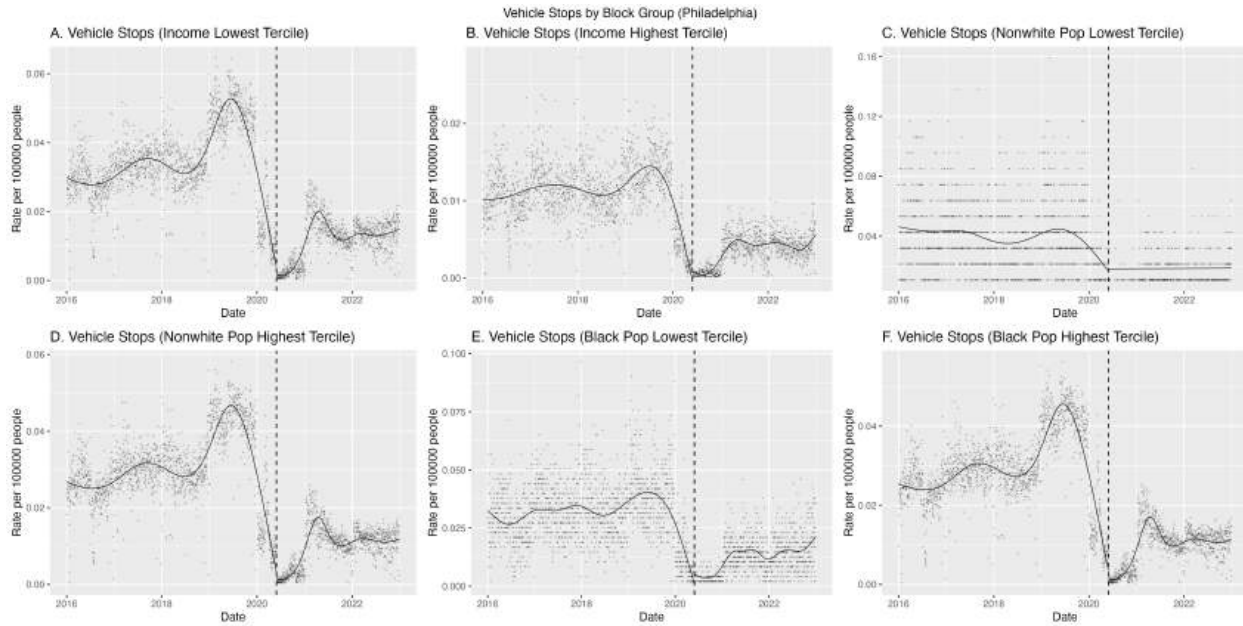 Vehicle Stops by Block Group (Philadelphia)
A. Vehicle Stops (Income Lowest Tercile)
Rate per 100000 people
0.06
0.04
0.02
0.00
2016
2018
2020
2022
Date
B. Vehicle Stops (Income Highest Tercile)
Rate per 100000 people
0.02
0.01
0.00
2016
2018
2020
2022
Date
C. Vehicle Stops (Nonwhite Pop Lowest Tercile)
Rate per 100000 people
0.16
0.12
0.08
0.04
2016
2018
2020
2022
Date
D. Vehicle Stops (Nonwhite Pop Highest Tercile)
Rate per 100000 people
0.06
0.04
0.02
0.00
2016
2018
2020
2022
Date
E. Vehicle Stops (Black Pop Lowest Tercile)
Rate per 100000 people
0.100
0.075
0.050
0.025
0.000
2016
2018
2020
2022
Date
F. Vehicle Stops (Black Pop Highest Tercile)
Rate per 100000 people
0.04
0.02
0.00
2016
2018
2020
2022
Date